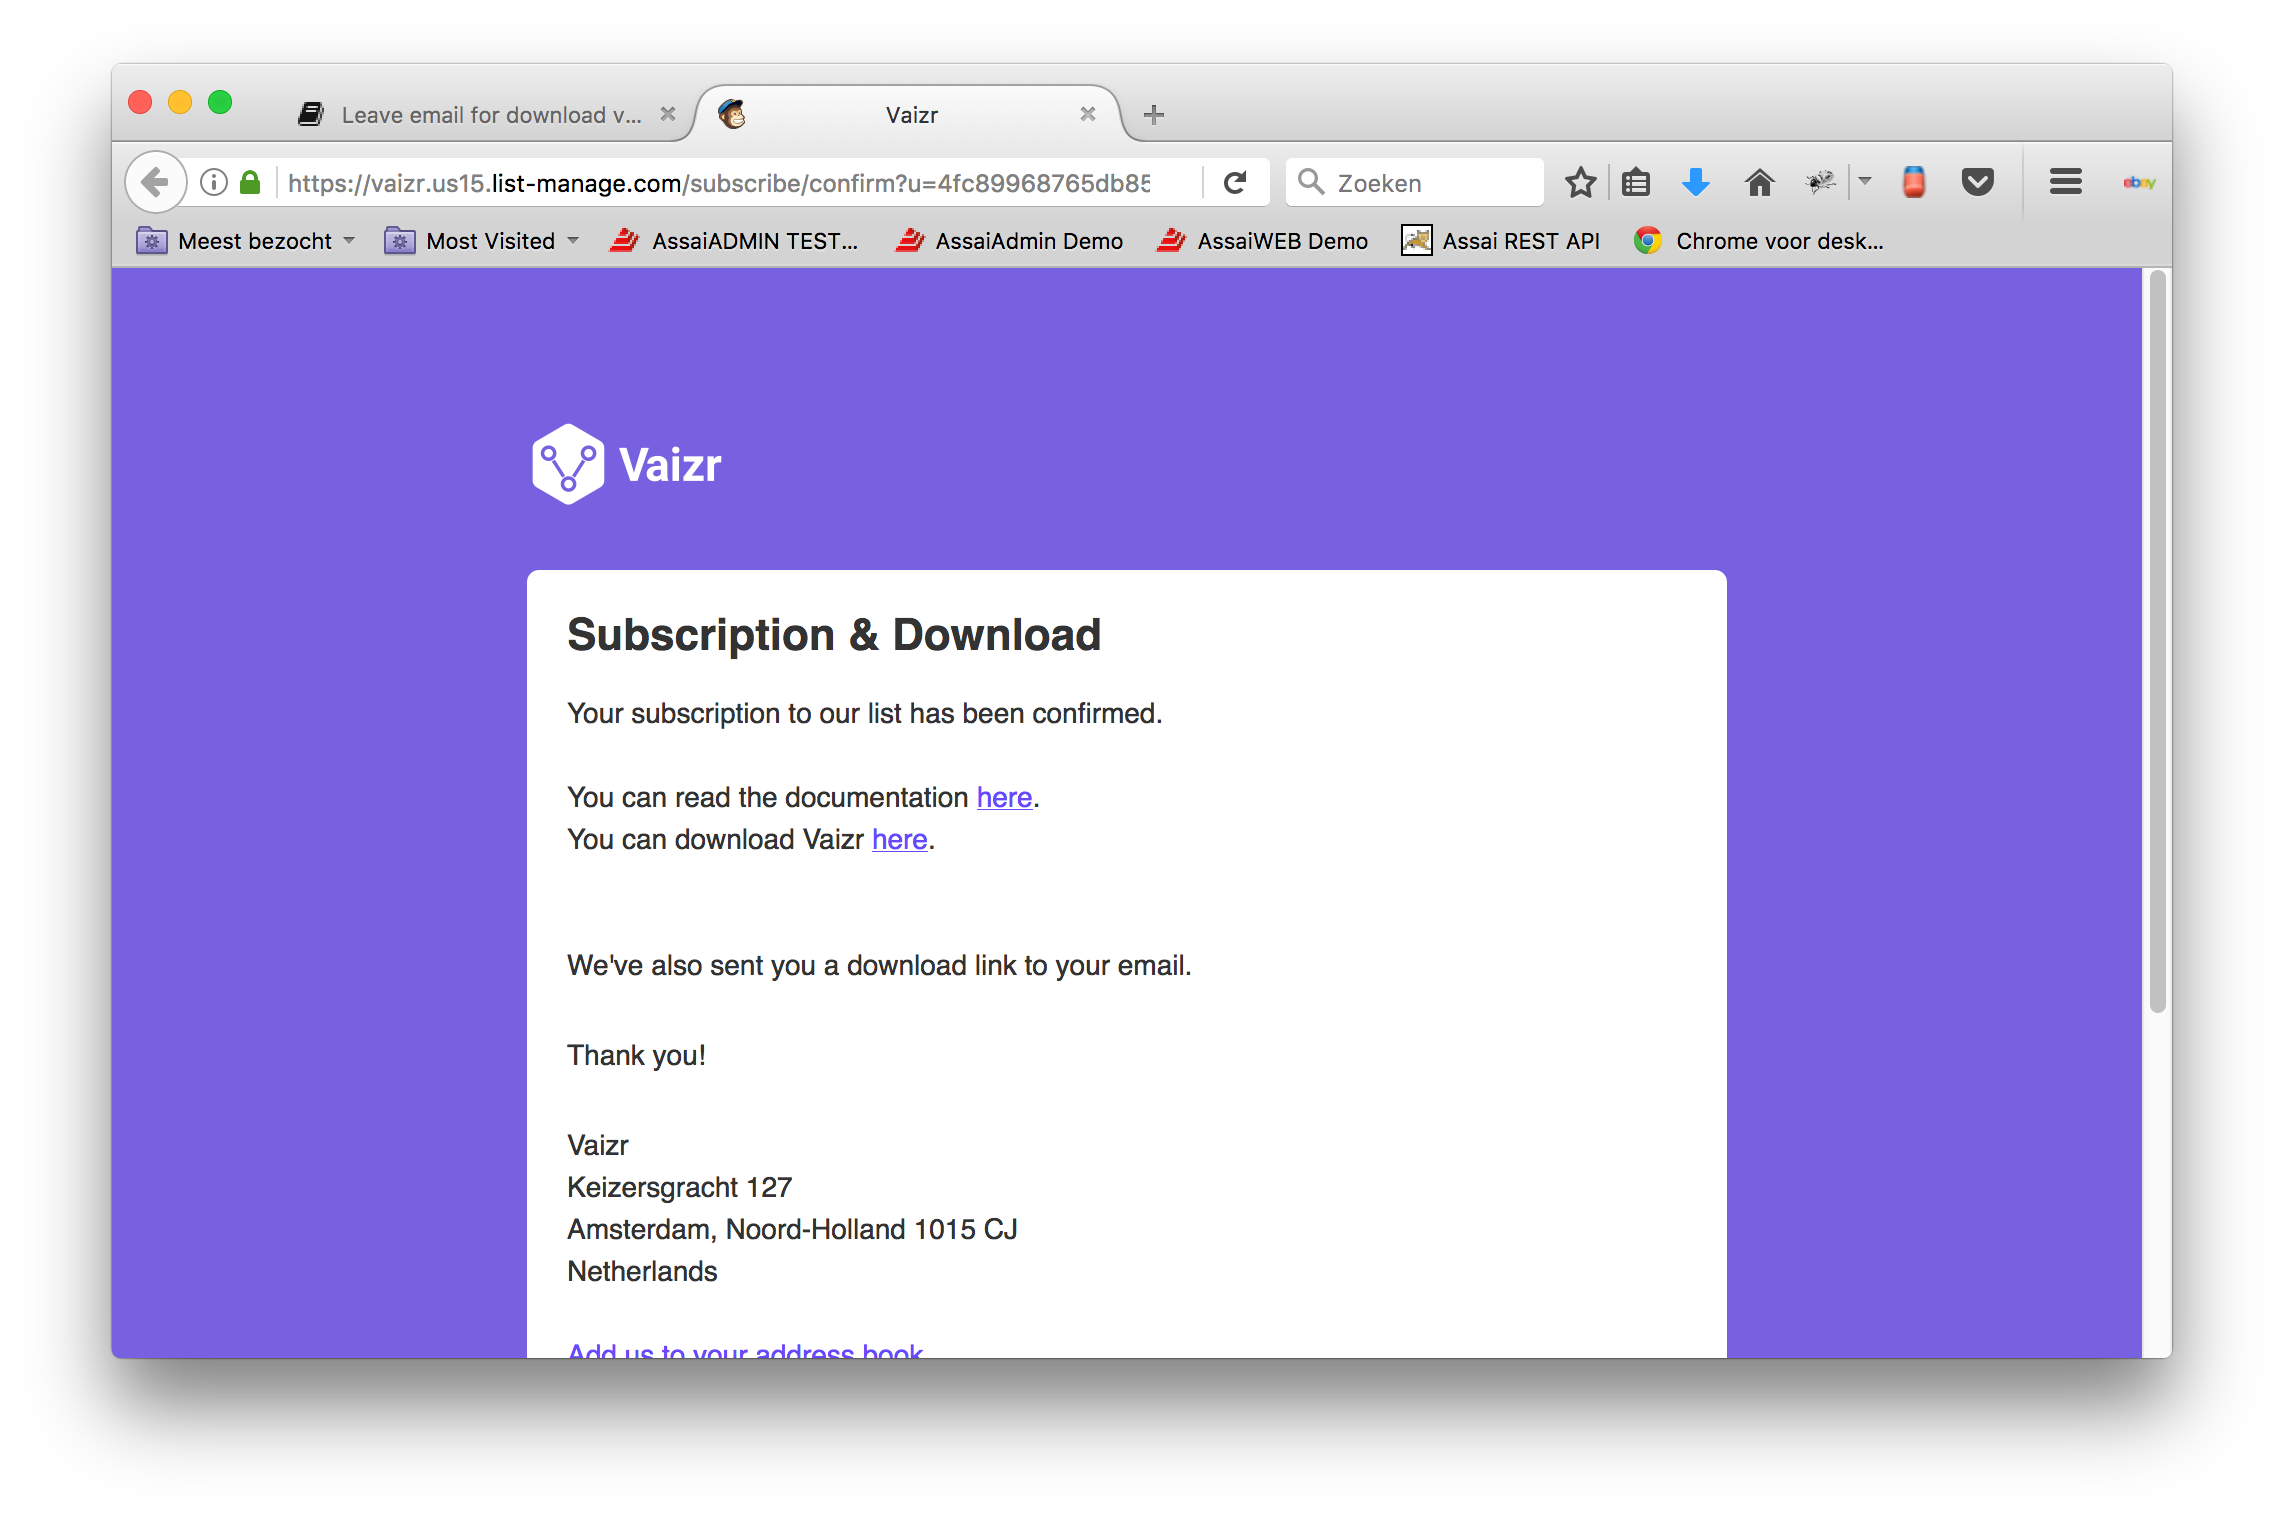 Leave email for download v...
Vaizr
https://vaizr.us15.list-manage.com/subscribe/confirm?u=4fc89968765db85
Zoeken
ebay
Meest bezocht
Most Visited
AssaiADMIN TEST...
AssaiAdmin Demo
AssaiWEB Demo
Assai REST API
Chrome voor desk...
Vaizr
Subscription & Download
Your subscription to our list has been confirmed.
You can read the documentation here.
You can download Vaizr here.
We've also sent you a download link to your email.
Thank you!
Vaizr
Keizersgracht 127
Amsterdam, Noord-Holland 1015 CJ
Netherlands
Add us to your address book